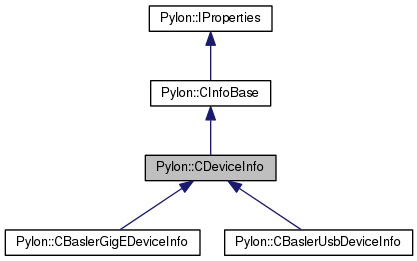 Pylon::IProperties
Pylon::CInfoBase
Pylon::CDeviceInfo
Pylon::CBaslerGigEDeviceInfo
Pylon::CBaslerUsbDeviceInfo